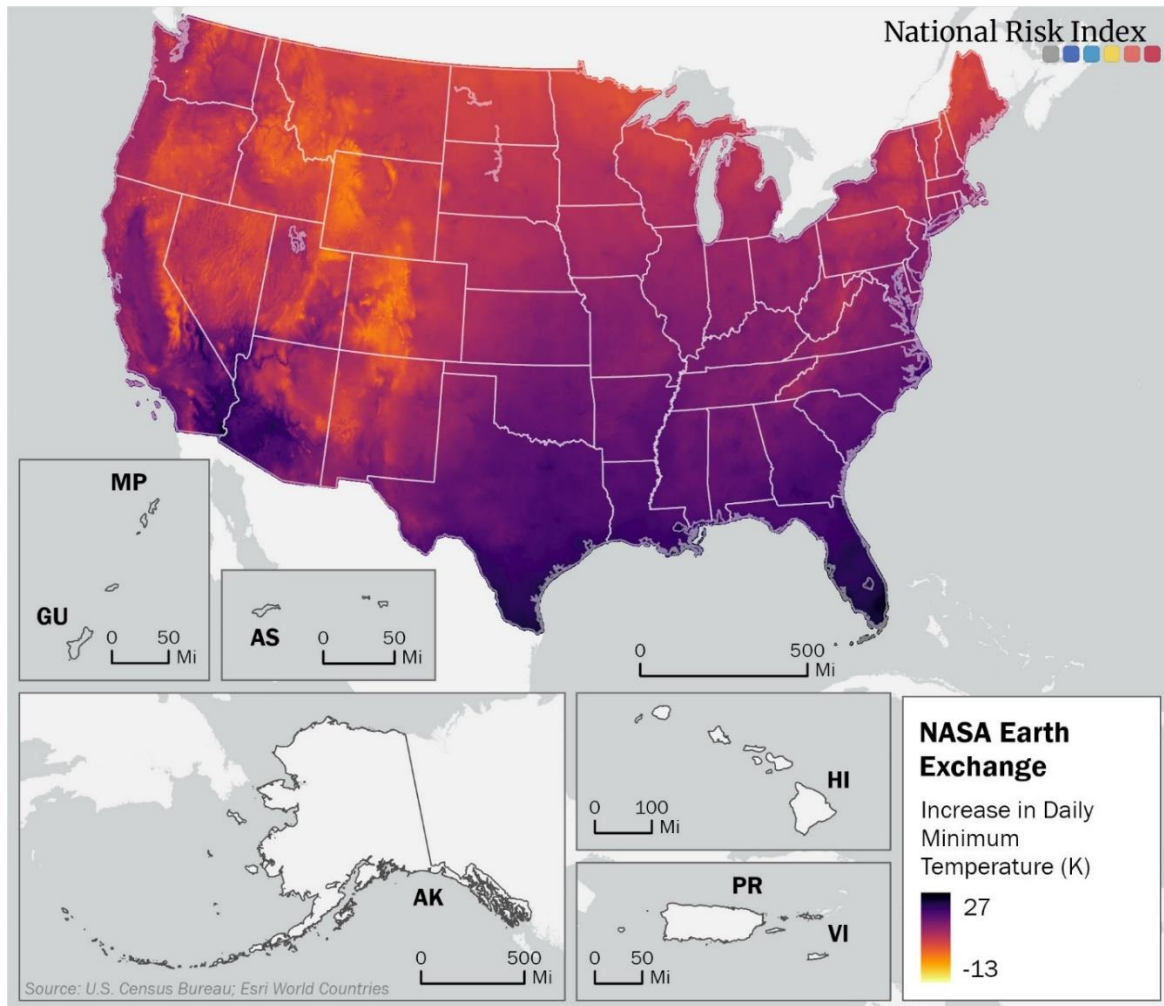 National Risk Index
MP
GU
0 50
Mi
AS
0 50
Mi
0 500
Mi
AK
0 500
Mi
Source: U.S. Census Bureau; Esri World Countries
HI
0 100
Mi
PR
VI
0 50
Mi
NASA Earth
Exchange
Increase in Daily
Minimum
Temperature (K)
27
-13